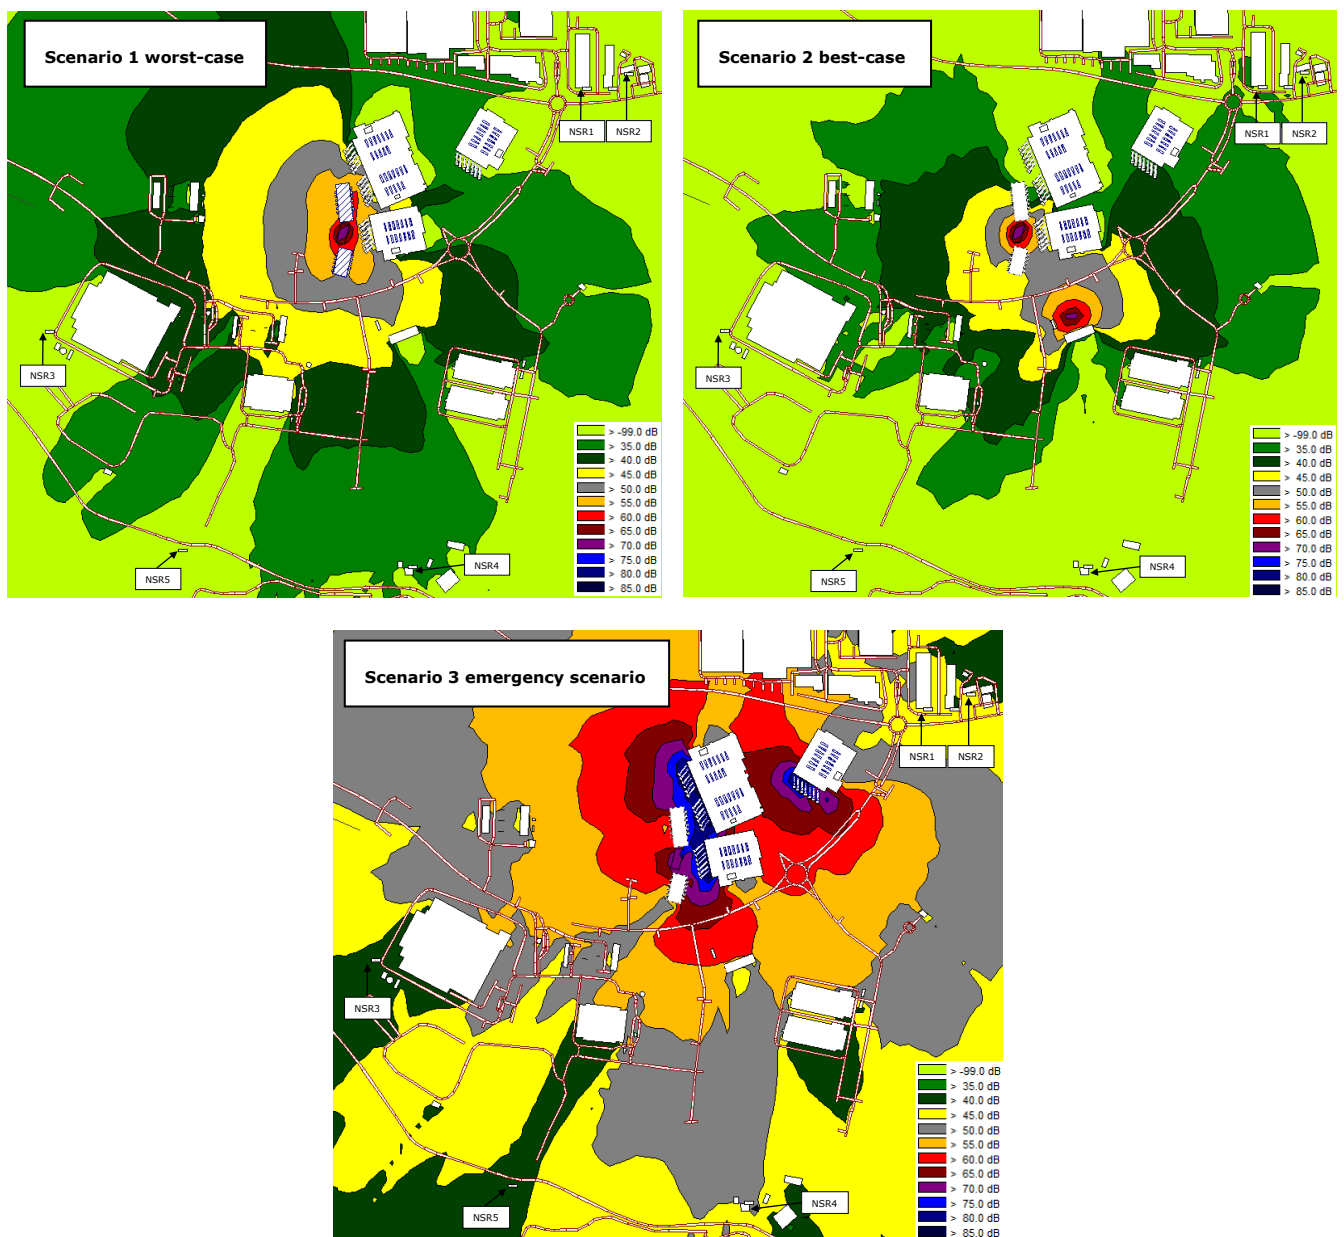 Scenario 1 worst-case
NSR1
NSR2
NSR3
NSR5
NSR4
> -99.0 dB
> 35.0 dB
> 40.0 dB
> 45.0 dB
> 50.0 dB
> 55.0 dB
> 60.0 dB
> 65.0 dB
> 70.0 dB
> 75.0 dB
> 80.0 dB
> 85.0 dB
Scenario 2 best-case
NSR1
NSR2
NSR3
NSR5
NSR4
> -99.0 dB
> 35.0 dB
> 40.0 dB
> 45.0 dB
> 50.0 dB
> 55.0 dB
> 60.0 dB
> 65.0 dB
> 70.0 dB
> 75.0 dB
> 80.0 dB
> 85.0 dB
Scenario 3 emergency scenario
NSR1
NSR2
NSR3
NSR5
NSR4
> -99.0 dB
> 35.0 dB
> 40.0 dB
> 45.0 dB
> 50.0 dB
> 55.0 dB
> 60.0 dB
> 65.0 dB
> 70.0 dB
> 75.0 dB
> 80.0 dB
> 85.0 dB